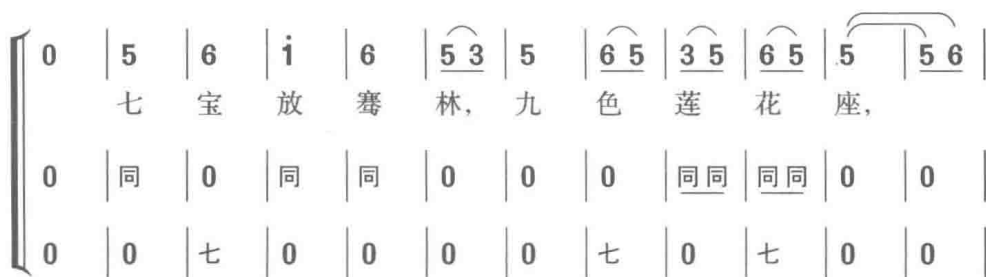 0 | 5 | 6 | i | 6 | 5 3 | 5 | 6 5 | 3 5 | 6 5 | 5 | 5 6 |
七 宝 放 骞 林, 九 色 莲 花 座,
0 | 同 | 0 | 同 | 同 | 0 | 0 | 0 | 同 同 | 同 同 | 0 | 0 |
0 | 0 | 七 | 0 | 0 | 0 | 0 | 七 | 0 | 七 | 0 | 0 |